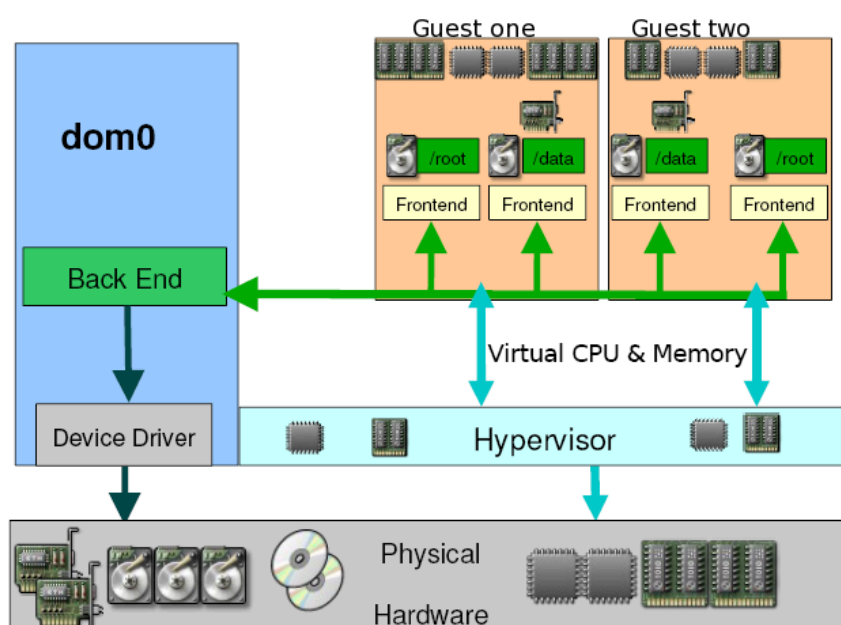 Guest one
Guest two
dom0
/root
/data
/data
/root
Frontend
Frontend
Frontend
Frontend
Back End
Virtual CPU & Memory
Device Driver
Hypervisor
Physical
Hardware